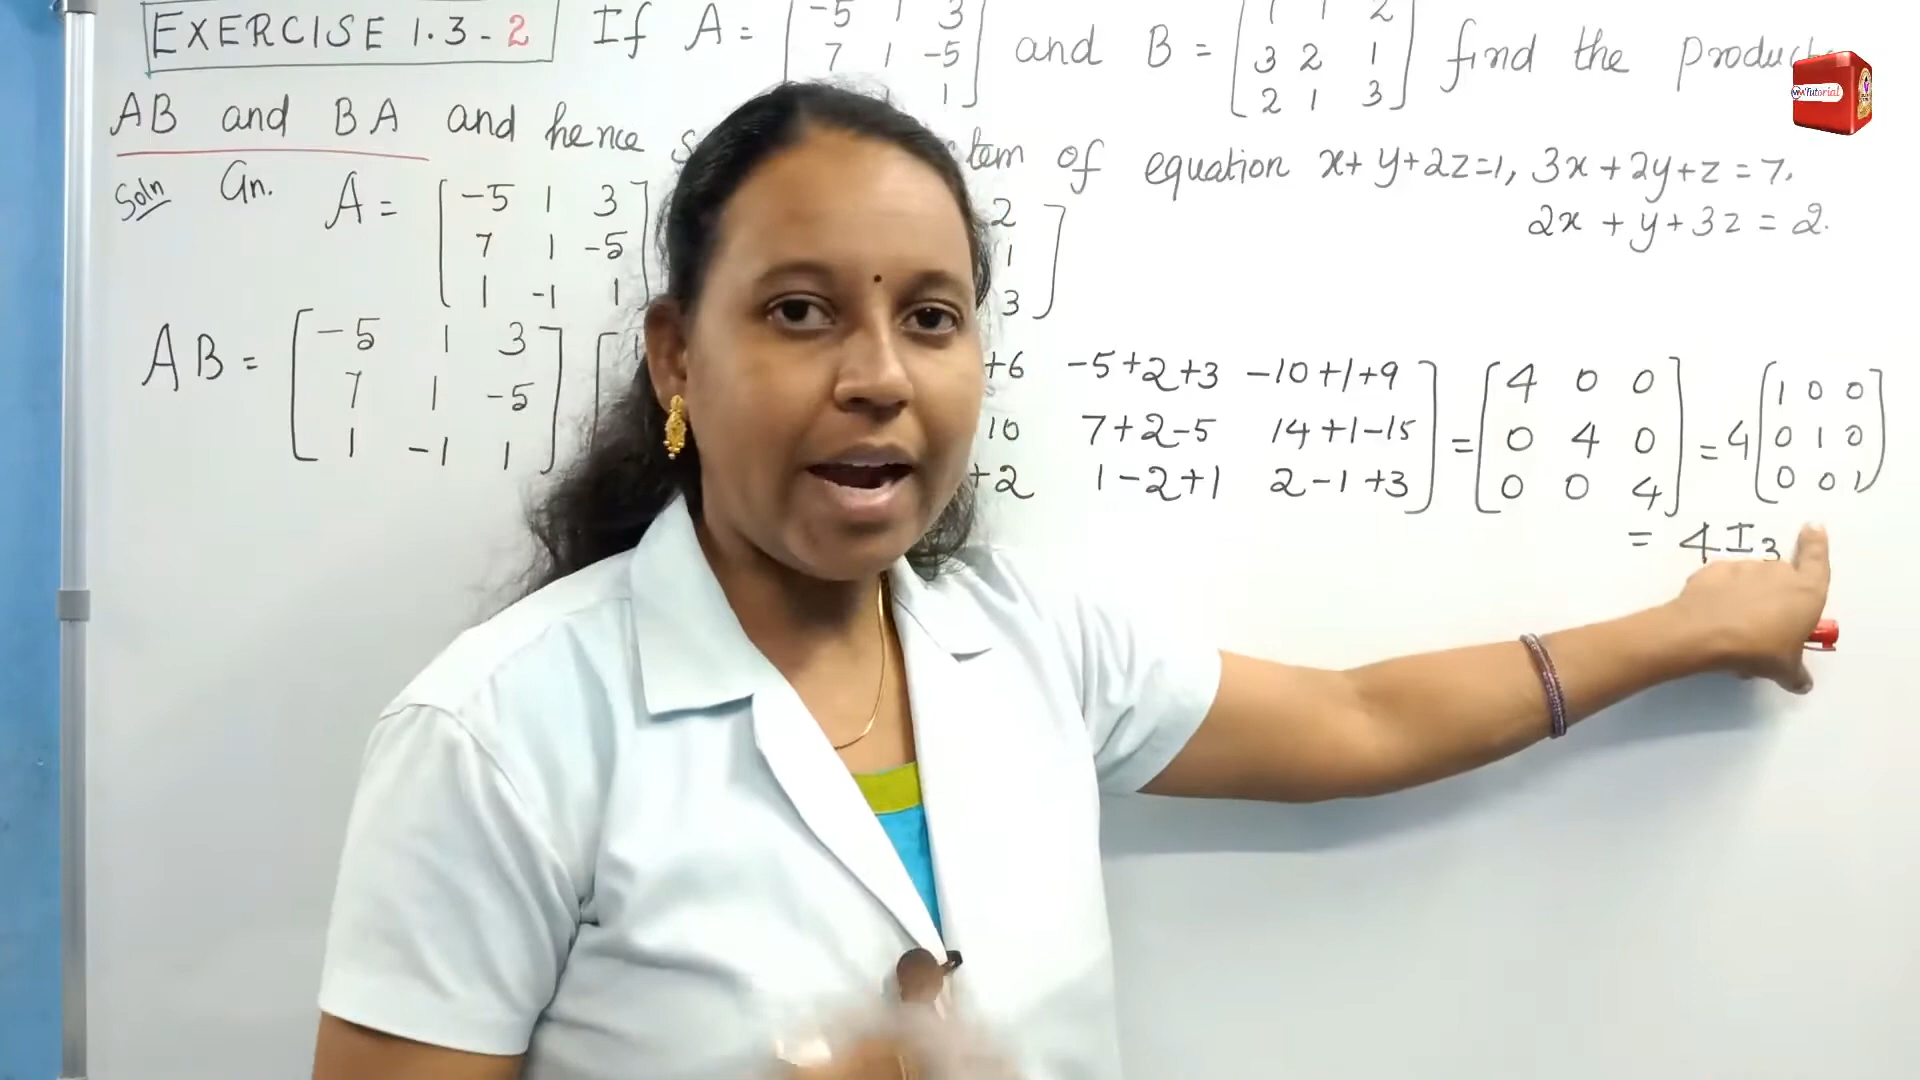 EXERCISE 1.3-2 If A = [ -5 1 3 and B = [ 1 1 2 find the products
7 1 -5 3 2 1
1 ] 2 1 3 ]
AB and BA and hence s tem of equation x+y+2z=1, 3x+2y+z=7,
2x+y+3z=2.
Soln Gn. A = [ -5 1 3 ] 2 ]
7 1 -5 1
1 -1 1 3
AB = [ -5 1 3 ] [ 1 +6 -5+2+3 -10+1+9 ] = [ 4 0 0 ] = 4 [ 1 0 0 ]
7 1 -5 10 7+2-5 14+1-15 0 4 0 0 1 0
1 -1 1 +2 1-2+1 2-1+3 0 0 4 0 0 1
= 4I3
Tutorial